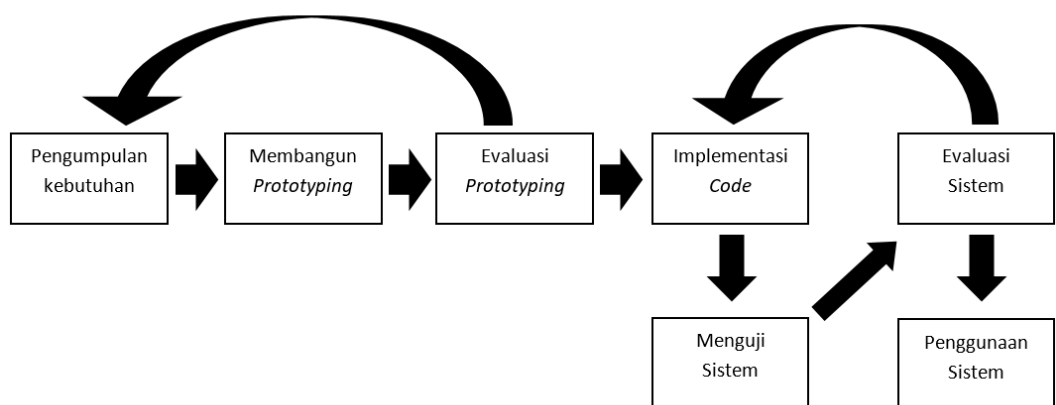 Pengumpulan
kebutuhan
Membangun
Prototyping
Evaluasi
Prototyping
Implementasi
Code
Evaluasi
Sistem
Menguji
Sistem
Penggunaan
Sistem